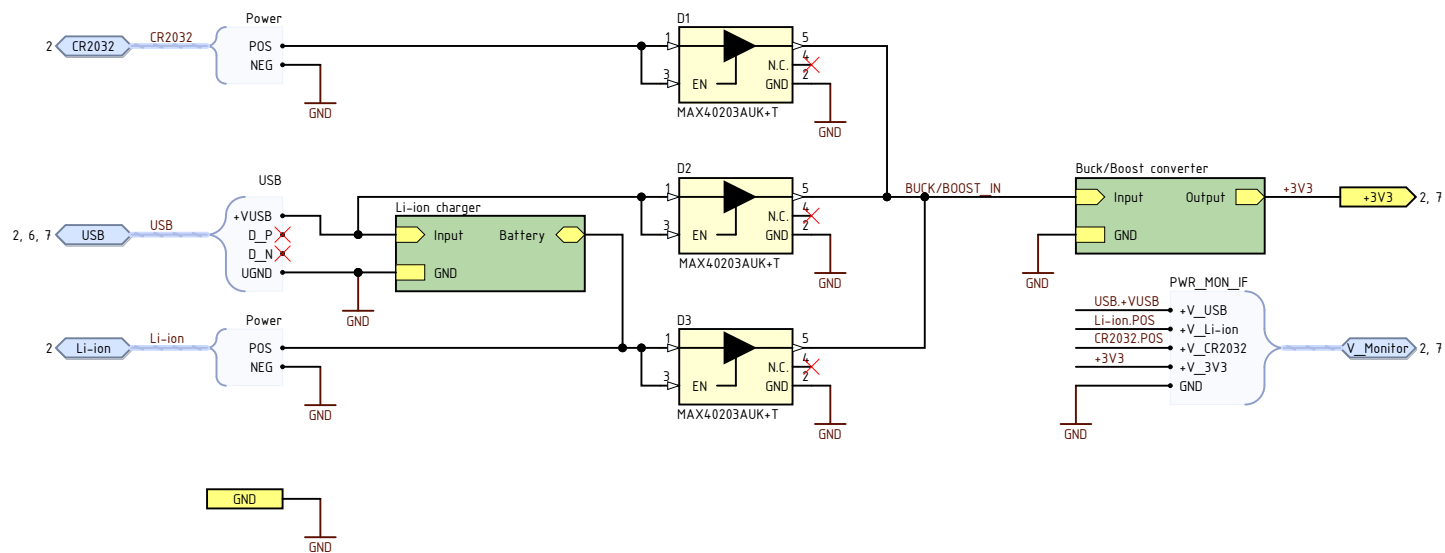 Power
D1
2 CR2032 CR2032 POS 1 5
NEG N.C. 4
3 EN GND 2
GND MAX40203AUK+T GND
USB D2 Buck/Boost converter
1 5 BUCK/BOOST_IN Input Output +3V3 +3V3 2, 7
+VUSB Li-ion charger N.C. 4
2, 6, 7 USB USB D_P Input Battery 3 EN GND 2 GND
D_N MAX40203AUK+T
UGND GND GND GND
PWR_MON_IF
USB.+VUSB +V_USB
GND
Power D3 Li-ion.POS +V_Li-ion
2 Li-ion Li-ion POS 1 5 CR2032.POS +V_CR2032 V_Monitor 2, 7
NEG N.C. 4 +3V3 +V_3V3
3 EN GND 2 GND
GND MAX40203AUK+T GND GND
GND
GND